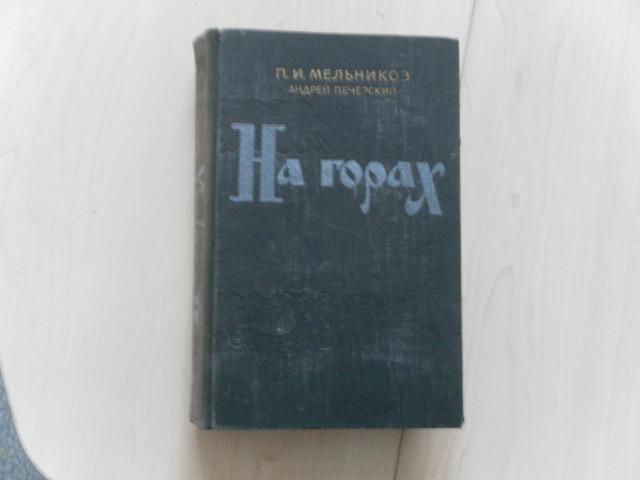 П. И. МЕЛЬНИКОВ
АНДРЕЙ ПЕЧЕРСКИЙ
На горах